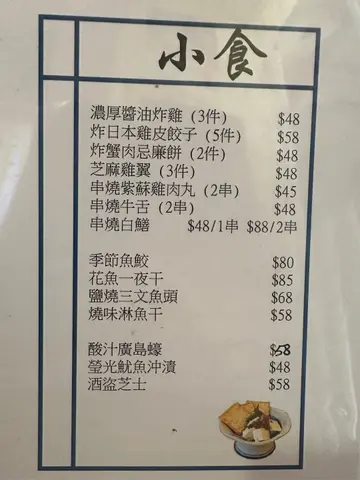 小食
濃厚醬油炸雞 (3件) $48
炸日本雞皮餃子 (5件) $58
炸蟹肉忌廉餅 (2件) $48
芝麻雞翼 (3件) $48
串燒紫蘇雞肉丸 (2串) $45
串燒牛舌 (2串) $48
串燒白鱔 $48/1串 $88/2串
季節魚鮫 $80
花魚一夜干 $85
鹽燒三文魚頭 $68
燒味淋魚干 $58
酸汁廣島蠔 $58
瑩光魷魚沖漬 $48
酒盜芝士 $58